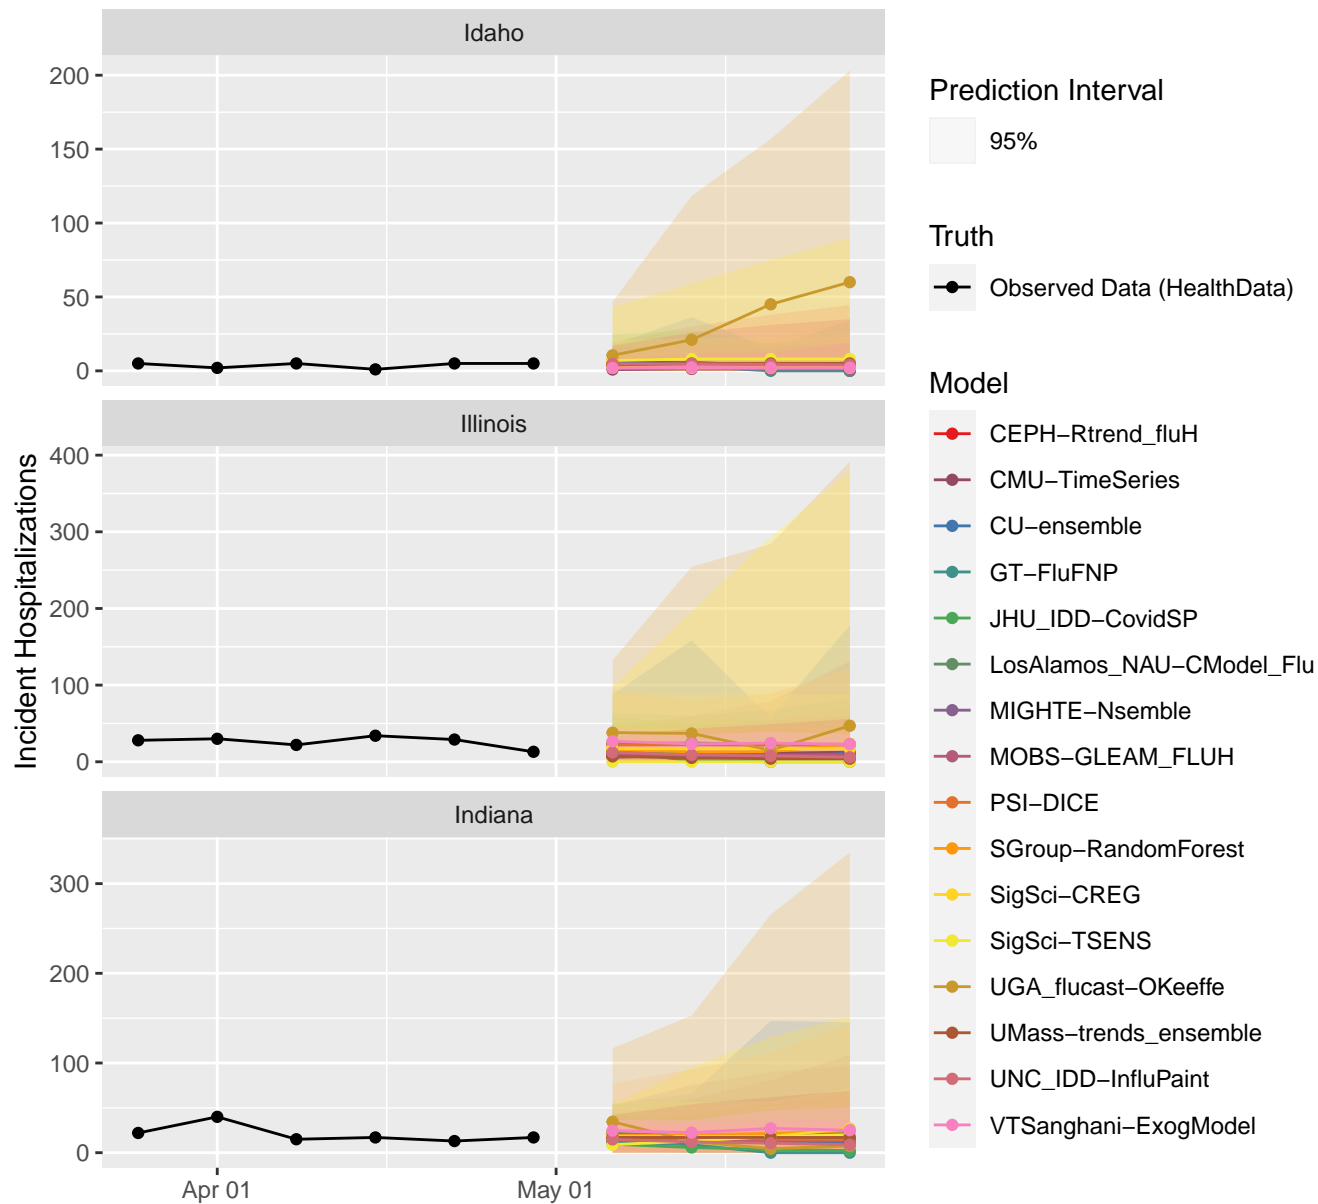 Idaho
200
150
100
50
0
Illinois
400
300
200
100
0
Indiana
300
200
100
0
Apr 01
May 01
Incident Hospitalizations
Prediction Interval
95%
Truth
Observed Data (HealthData)
Model
CEPH−Rtrend_fluH
CMU−TimeSeries
CU−ensemble
GT−FluFNP
JHU_IDD−CovidSP
LosAlamos_NAU−CModel_Flu
MIGHTE−Nsemble
MOBS−GLEAM_FLUH
PSI−DICE
SGroup−RandomForest
SigSci−CREG
SigSci−TSENS
UGA_flucast−OKeeffe
UMass−trends_ensemble
UNC_IDD−InfluPaint
VTSanghani−ExogModel